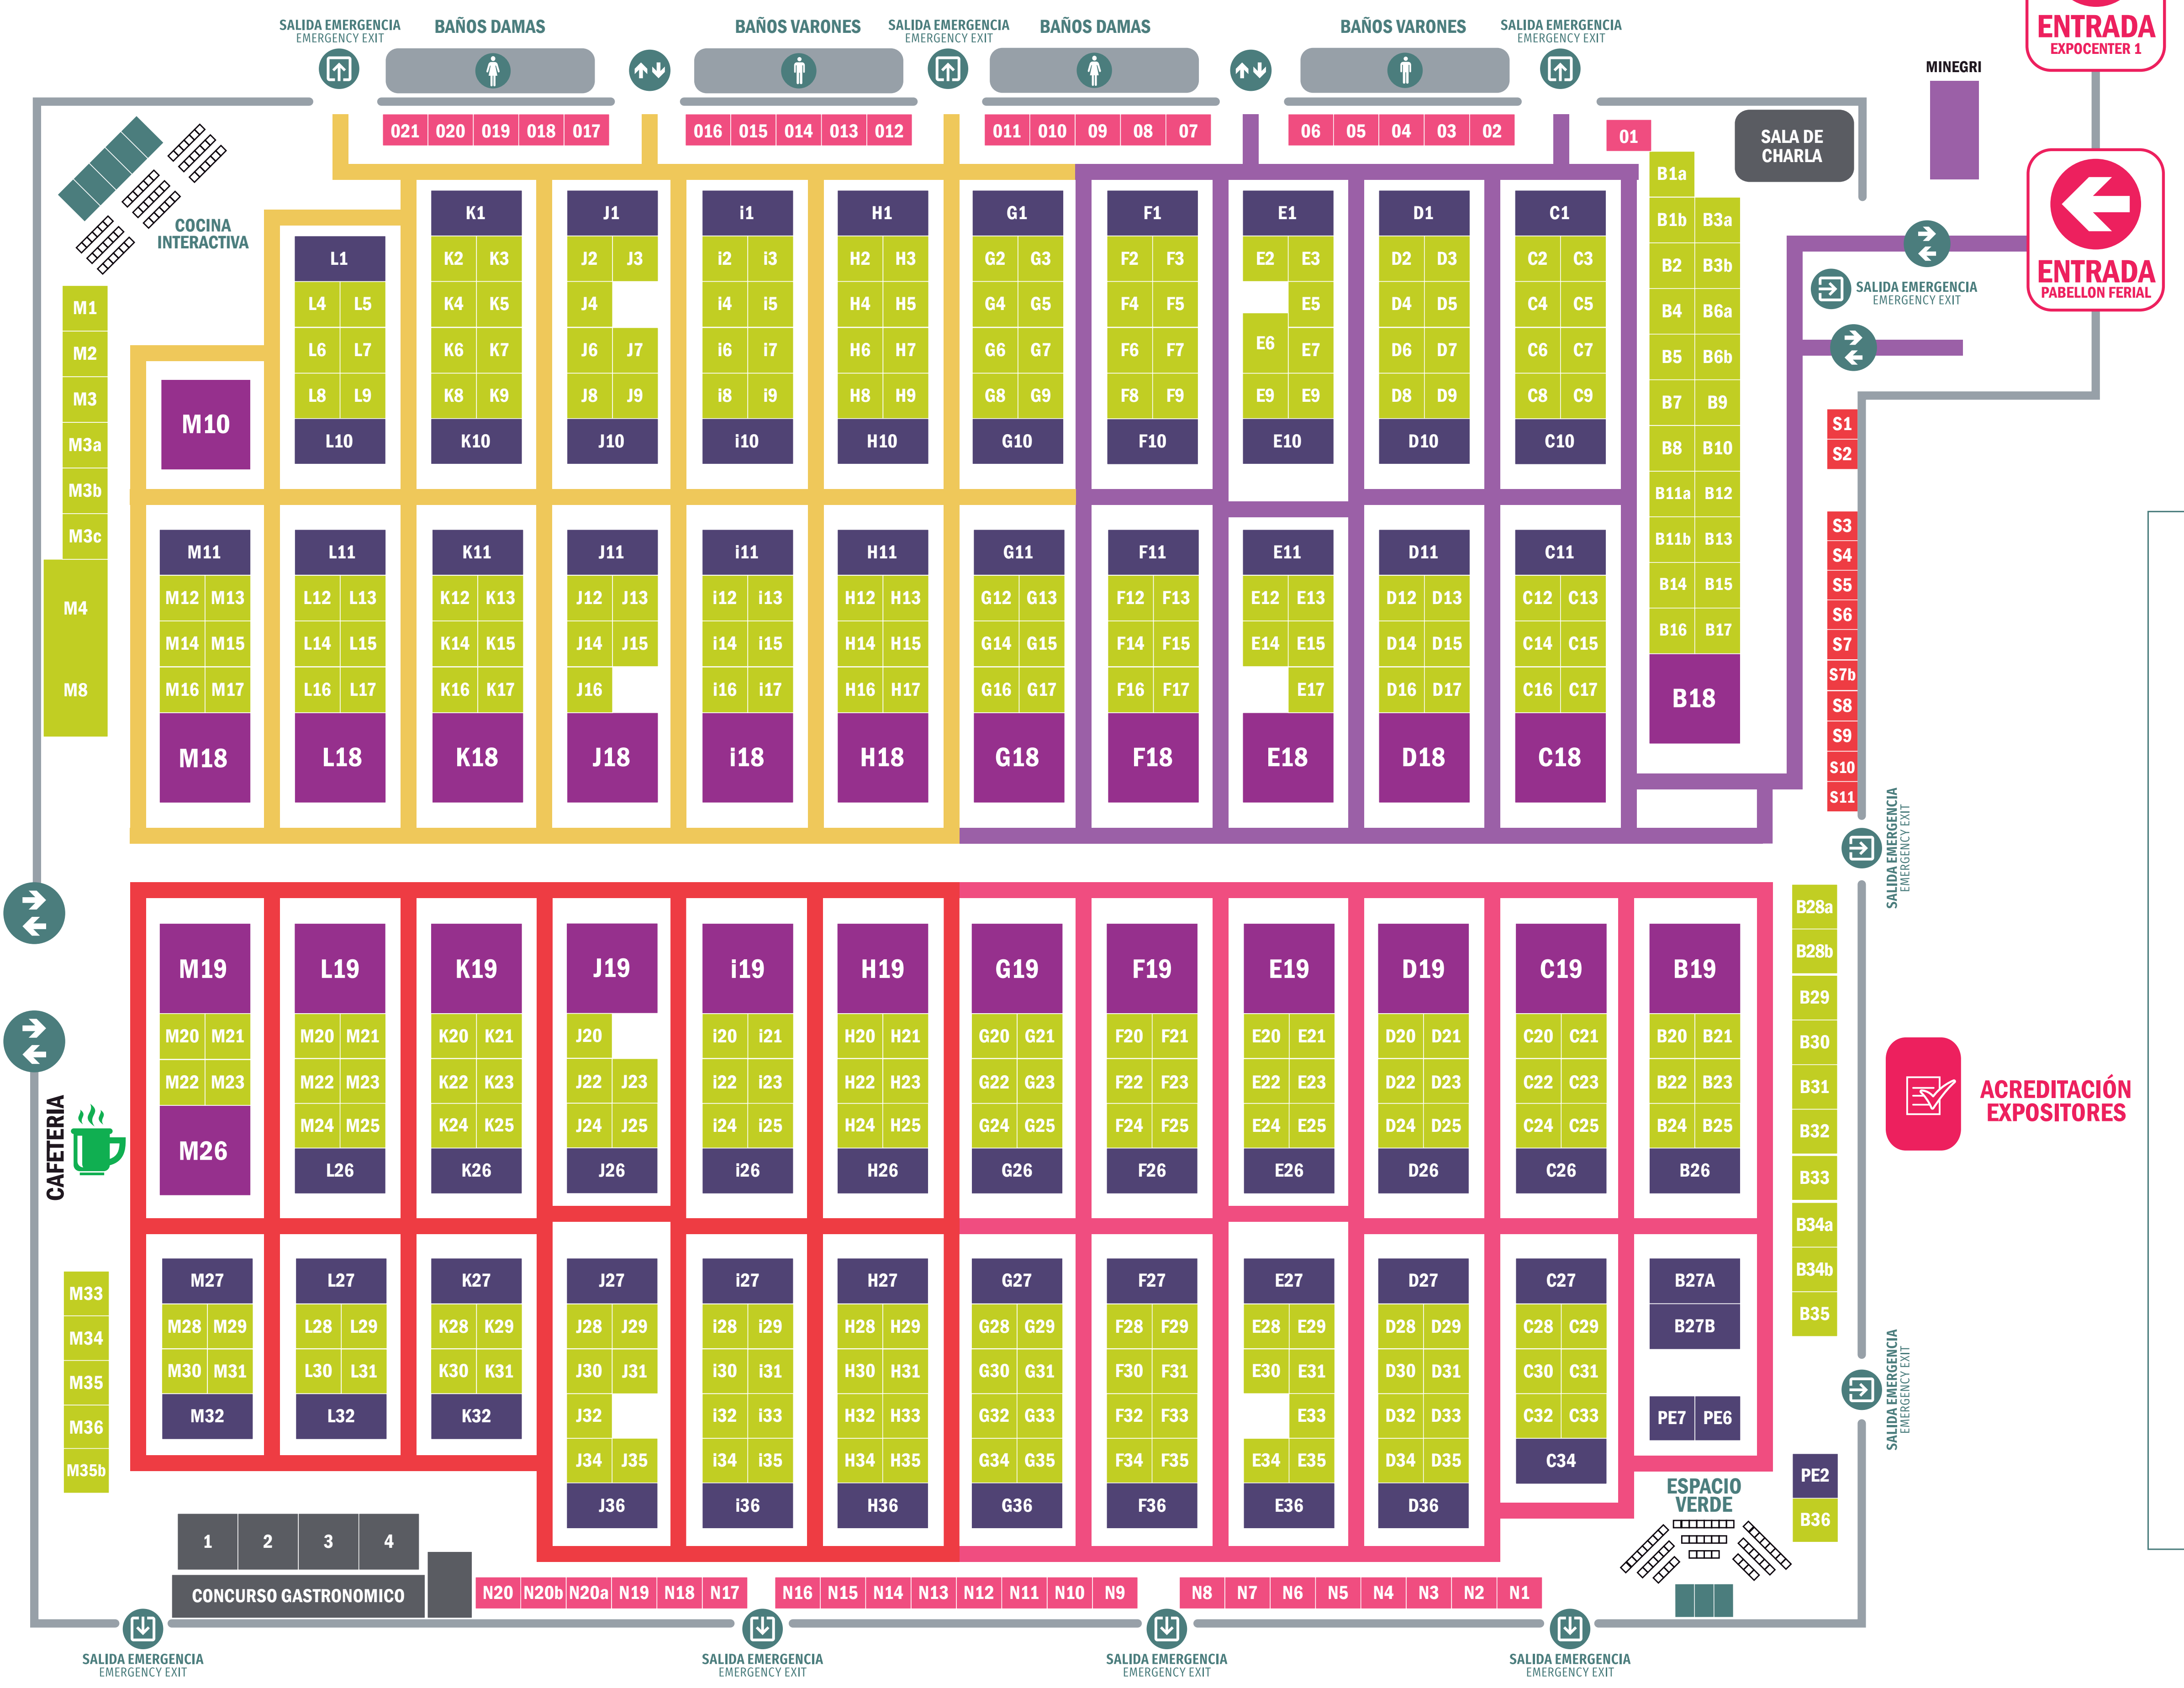 ENTRADA
EXPOCENTER 1
SALIDA EMERGENCIA
EMERGENCY EXIT
BAÑOS DAMAS
BAÑOS VARONES
SALIDA EMERGENCIA
EMERGENCY EXIT
BAÑOS DAMAS
BAÑOS VARONES
SALIDA EMERGENCIA
EMERGENCY EXIT
MINEGRI
021 020 019 018 017
016 015 014 013 012
011 010 09 08 07
06 05 04 03 02
01
SALA DE
CHARLA
COCINA
INTERACTIVA
ENTRADA
PABELLON FERIAL
SALIDA EMERGENCIA
EMERGENCY EXIT
K1 J1 i1 H1 G1 F1 E1 D1 C1
L1 K2 K3 J2 J3 i2 i3 H2 H3 G2 G3 F2 F3 E2 E3 D2 D3 C2 C3
L4 L5 K4 K5 J4 i4 i5 H4 H5 G4 G5 F4 F5 E5 D4 D5 C4 C5
L6 L7 K6 K7 J6 J7 i6 i7 H6 H7 G6 G7 F6 F7 E6 E7 D6 D7 C6 C7
L8 L9 K8 K9 J8 J9 i8 i9 H8 H9 G8 G9 F8 F9 E9 E9 D8 D9 C8 C9
L10 K10 J10 i10 H10 G10 F10 E10 D10 C10
B1a
B1b B3a
B2 B3b
B4 B6a
B5 B6b
B7 B9
B8 B10
B11a B12
B11b B13
B14 B15
B16 B17
B18
M1
M2
M3
M3a
M3b
M3c
M4
M8
M10
M11 L11 K11 J11 i11 H11 G11 F11 E11 D11 C11
M12 M13 L12 L13 K12 K13 J12 J13 i12 i13 H12 H13 G12 G13 F12 F13 E12 E13 D12 D13 C12 C13
M14 M15 L14 L15 K14 K15 J14 J15 i14 i15 H14 H15 G14 G15 F14 F15 E14 E15 D14 D15 C14 C15
M16 M17 L16 L17 K16 K17 J16 i16 i17 H16 H17 G16 G17 F16 F17 E17 D16 D17 C16 C17
M18 L18 K18 J18 i18 H18 G18 F18 E18 D18 C18
S1
S2
S3
S4
S5
S6
S7
S7b
S8
S9
S10
S11
SALIDA EMERGENCIA
EMERGENCY EXIT
M19 L19 K19 J19 i19 H19 G19 F19 E19 D19 C19 B19
M20 M21 M20 M21 K20 K21 J20 i20 i21 H20 H21 G20 G21 F20 F21 E20 E21 D20 D21 C20 C21 B20 B21
M22 M23 M22 M23 K22 K23 J22 J23 i22 i23 H22 H23 G22 G23 F22 F23 E22 E23 D22 D23 C22 C23 B22 B23
M24 M25 K24 K25 J24 J25 i24 i25 H24 H25 G24 G25 F24 F25 E24 E25 D24 D25 C24 C25 B24 B25
M26 L26 K26 J26 i26 H26 G26 F26 E26 D26 C26 B26
B28a
B28b
B29
B30
B31
B32
B33
B34a
B34b
B35
ACREDITACIÓN
EXPOSITORES
CAFETERIA
M27 L27 K27 J27 i27 H27 G27 F27 E27 D27 C27 B27A
M28 M29 L28 L29 K28 K29 J28 J29 i28 i29 H28 H29 G28 G29 F28 F29 E28 E29 D28 D29 C28 C29 B27B
M30 M31 L30 L31 K30 K31 J30 J31 i30 i31 H30 H31 G30 G31 F30 F31 E30 E31 D30 D31 C30 C31
M32 L32 K32 J32 i32 i33 H32 H33 G32 G33 F32 F33 E33 D32 D33 C32 C33 PE7 PE6
J34 J35 i34 i35 H34 H35 G34 G35 F34 F35 E34 E35 D34 D35 C34
J36 i36 H36 G36 F36 E36 D36
M33
M34
M35
M36
M35b
SALIDA EMERGENCIA
EMERGENCY EXIT
PE2
B36
ESPACIO
VERDE
1 2 3 4
CONCURSO GASTRONOMICO
N20 N20b N20a N19 N18 N17
N16 N15 N14 N13 N12 N11 N10 N9
N8 N7 N6 N5 N4 N3 N2 N1
SALIDA EMERGENCIA
EMERGENCY EXIT
SALIDA EMERGENCIA
EMERGENCY EXIT
SALIDA EMERGENCIA
EMERGENCY EXIT
SALIDA EMERGENCIA
EMERGENCY EXIT